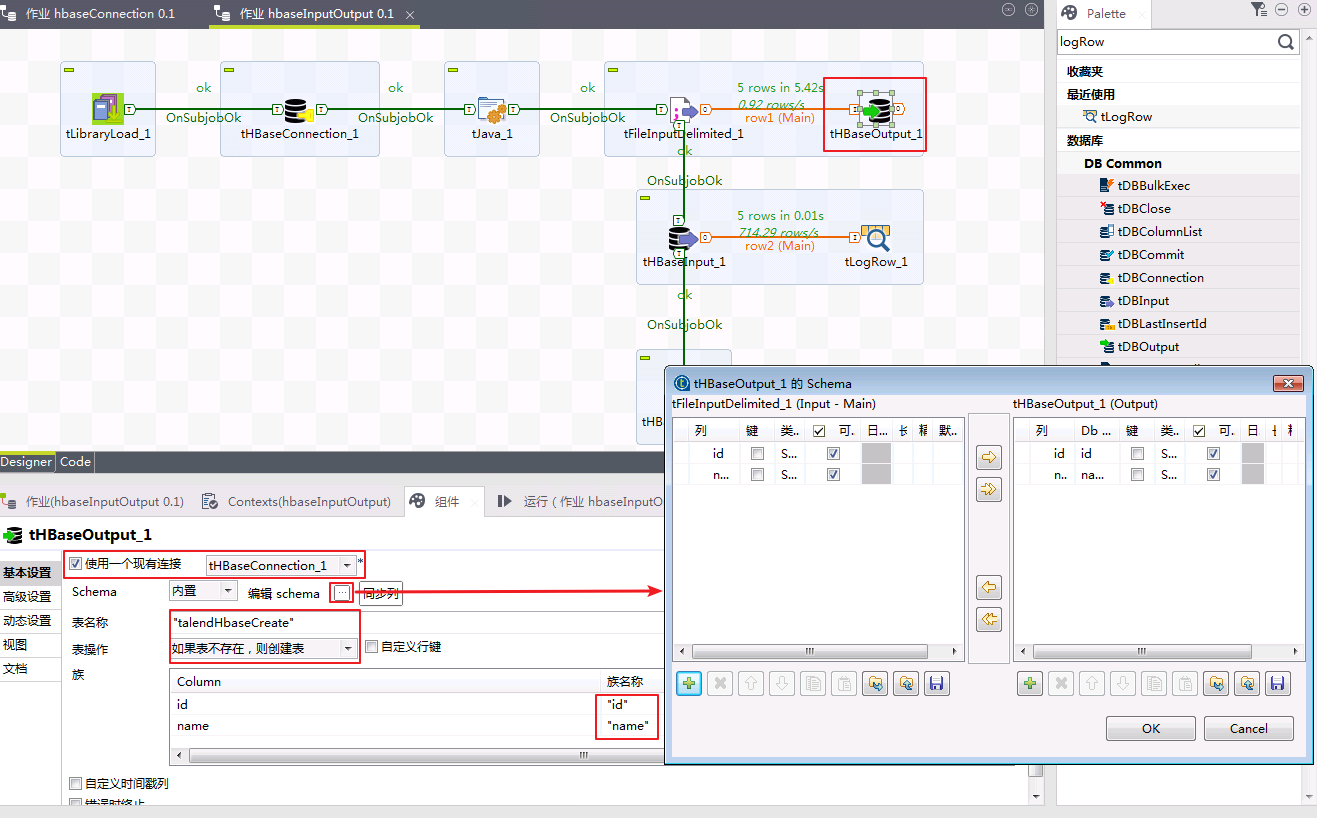 作业 hbaseConnection 0.1
作业 hbaseInputOutput 0.1
Palette
logRow
收藏夹
最近使用
tLogRow
数据库
DB Common
tDBBulkExec
tDBClose
tDBColumnList
tDBCommit
tDBConnection
tDBInput
tDBLastInsertId
tDBOutput
ok
ok
ok
OnSubjobOk
OnSubjobOk
OnSubjobOk
5 rows in 5.42s
0.92 rows/s
row1 (Main)
tLibraryLoad_1
tHBaseConnection_1
tJava_1
tFileInputDelimited_1
tHBaseOutput_1
ok
OnSubjobOk
5 rows in 0.01s
714.29 rows/s
row2 (Main)
tHBaseInput_1
tLogRow_1
ok
OnSubjobOk
tHB
Designer
Code
作业(hbaseInputOutput 0.1)
Contexts(hbaseInputOutput)
组件
运行 ( 作业 hbaseInputO
tHBaseOutput_1
基本设置
高级设置
动态设置
视图
文档
使用一个现有连接
tHBaseConnection_1
*
Schema
内置
编辑 schema
...
同步列
表名称
"talendHbaseCreate"
表操作
如果表不存在，则创建表
自定义行键
族
Column
族名称
id
"id"
name
"name"
自定义时间戳列
错误时终止
tHBaseOutput_1 的 Schema
tFileInputDelimited_1 (Input - Main)
tHBaseOutput_1 (Output)
列 键 类.. 可. 日... 长 精 默..
id S...
n... S...
列 Db ... 键 类.. 可. 日
id id S...
n.. na... S...
OK
Cancel